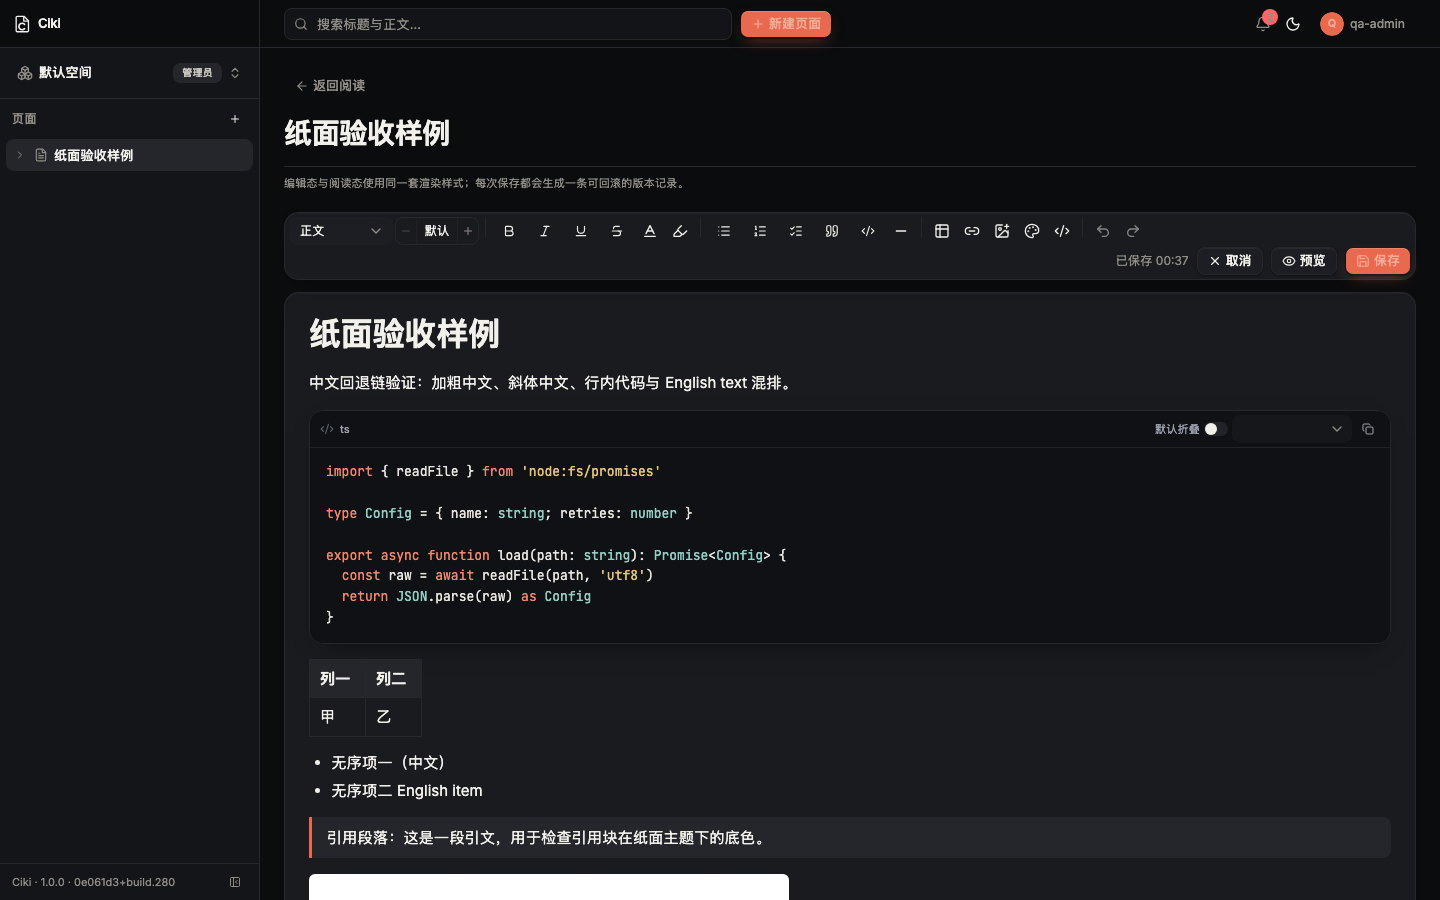 Ciki
搜索标题与正文...
新建页面
Q
qa-admin
默认空间
管理员
页面
纸面验收样例
返回阅读
纸面验收样例
编辑态与阅读态使用同一套渲染样式；每次保存都会生成一条可回滚的版本记录。
正文
默认
已保存 00:37
取消
预览
保存
纸面验收样例
中文回退链验证：加粗中文、斜体中文、行内代码与 English text 混排。
ts
默认折叠
import { readFile } from 'node:fs/promises'
type Config = { name: string; retries: number }
export async function load(path: string): Promise<Config> {
const raw = await readFile(path, 'utf8')
return JSON.parse(raw) as Config
}
列一 列二
甲 乙
无序项一（中文）
无序项二 English item
引用段落：这是一段引文，用于检查引用块在纸面主题下的底色。
Ciki · 1.0.0 · 0e061d3+build.280